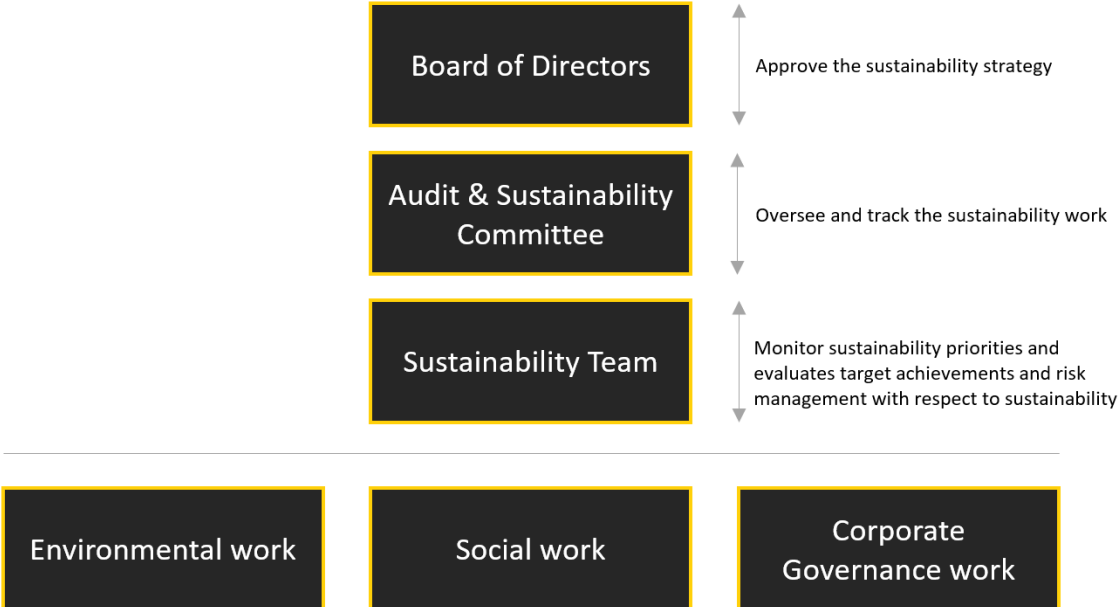 Board of Directors
Approve the sustainability strategy
Audit & Sustainability
Committee
Oversee and track the sustainability work
Sustainability Team
Monitor sustainability priorities and
evaluates target achievements and risk
management with respect to sustainability
Environmental work
Social work
Corporate
Governance work